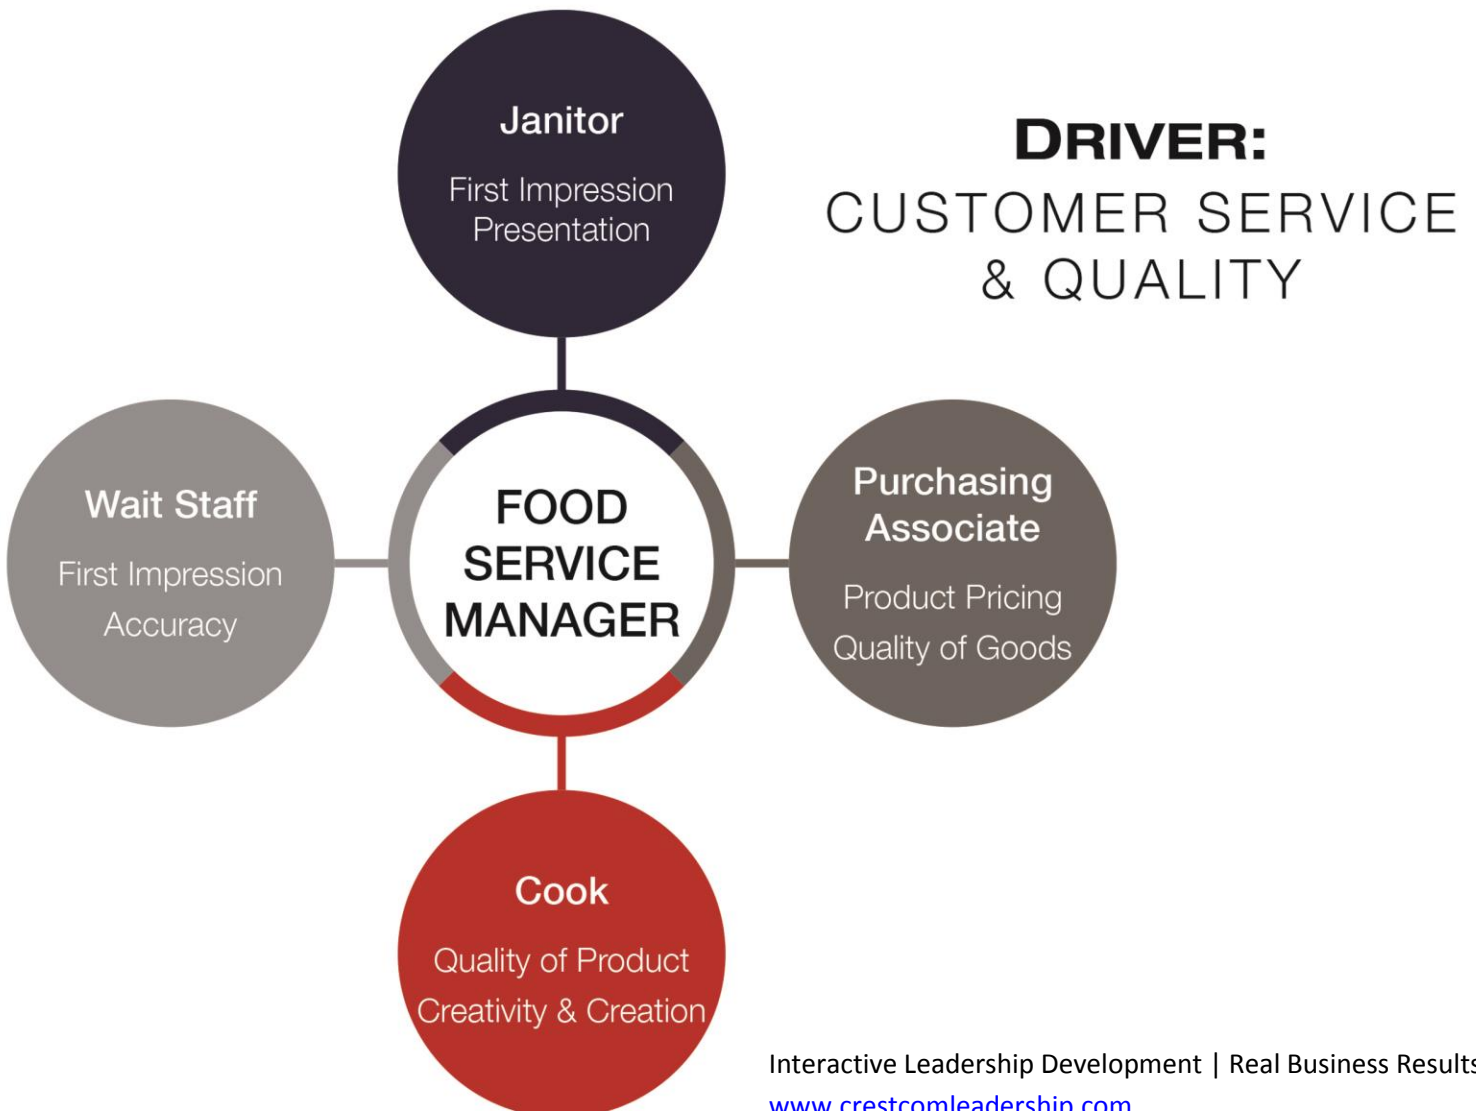 Janitor
First Impression
Presentation
DRIVER:
CUSTOMER SERVICE
& QUALITY
Wait Staff
First Impression
Accuracy
FOOD
SERVICE
MANAGER
Purchasing
Associate
Product Pricing
Quality of Goods
Cook
Quality of Product
Creativity & Creation
Interactive Leadership Development | Real Business Results
www.crestcomleadership.com